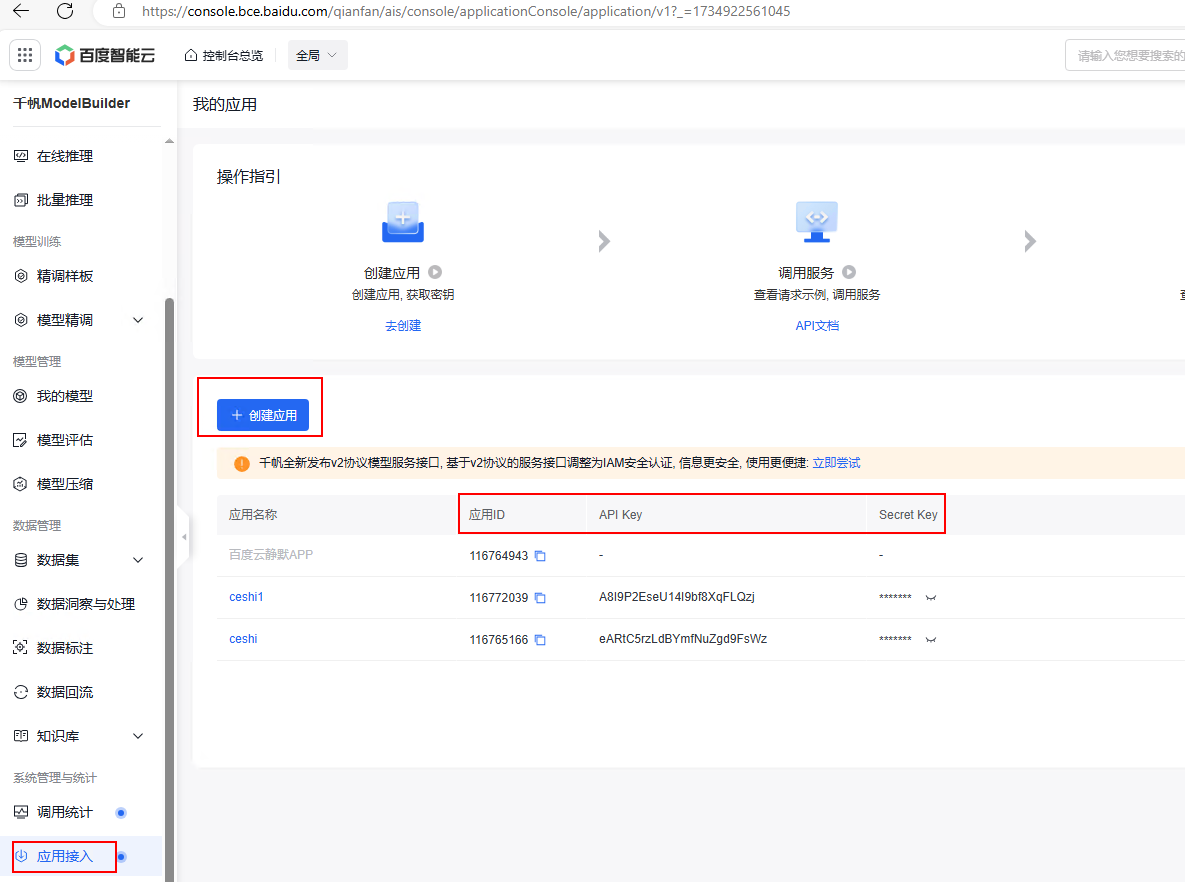 https://console.bce.baidu.com/qianfan/ais/console/applicationConsole/application/v1?_=1734922561045
百度智能云
控制台总览
全局
请输入您想要搜索的
千帆ModelBuilder
在线推理
批量推理
模型训练
精调样板
模型精调
模型管理
我的模型
模型评估
模型压缩
数据管理
数据集
数据洞察与处理
数据标注
数据回流
知识库
系统管理与统计
调用统计
应用接入
我的应用
操作指引
创建应用
创建应用, 获取密钥
去创建
调用服务
查看请求示例, 调用服务
API文档
+ 创建应用
千帆全新发布v2协议模型服务接口, 基于v2协议的服务接口调整为IAM安全认证, 信息更安全, 使用更便捷: 立即尝试
应用名称 应用ID API Key Secret Key
百度云静默APP 116764943 - -
ceshi1 116772039 A8I9P2EseU14I9bf8XqFLQzj *******
ceshi 116765166 eARtC5rzLdBYmfNuZgd9FsWz *******